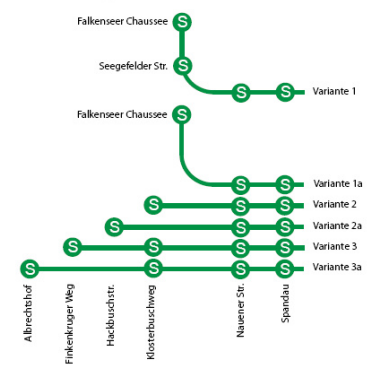 Falkenseer Chaussee
Seegefelder Str.
Variante 1
Falkenseer Chaussee
Variante 1a
Variante 2
Variante 2a
Variante 3
Variante 3a
Albrechtshof
Finkenkruger Weg
Hackbuschstr.
Klosterbuschweg
Nauener Str.
Spandau